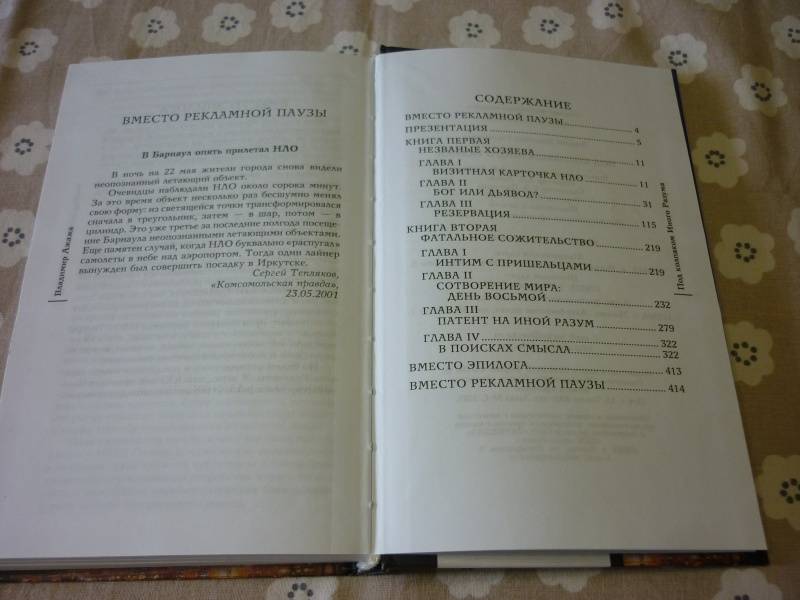 ВМЕСТО РЕКЛАМНОЙ ПАУЗЫ
В Барнаул опять прилетал НЛО
В ночь на 22 мая жители города снова видели
неопознанный летающий объект.
Очевидцы наблюдали НЛО около сорока минут.
За это время объект несколько раз бесшумно менял
свою форму: из светящейся точки трансформировался
сначала в треугольник, затем — в шар, потом — в
цилиндр. Это уже третье за последние полгода посеще-
ние Барнаула неопознанными летающими объектами.
Еще памятен случай, когда НЛО буквально «распугал»
самолеты в небе над аэропортом. Тогда один лайнер
вынужден был совершить посадку в Иркутске.
Сергей Тепляков,
«Комсомольская правда»,
23.05.2001
Владимир Ажажа
СОДЕРЖАНИЕ
ВМЕСТО РЕКЛАМНОЙ ПАУЗЫ
ПРЕЗЕНТАЦИЯ 4
КНИГА ПЕРВАЯ 5
НЕЗВАНЫЕ ХОЗЯЕВА 11
ГЛАВА I
ВИЗИТНАЯ КАРТОЧКА НЛО 11
ГЛАВА II
БОГ ИЛИ ДЬЯВОЛ? 31
ГЛАВА III
РЕЗЕРВАЦИЯ 115
КНИГА ВТОРАЯ
ФАТАЛЬНОЕ СОЖИТЕЛЬСТВО 219
ГЛАВА I
ИНТИМ С ПРИШЕЛЬЦАМИ 219
ГЛАВА II
СОТВОРЕНИЕ МИРА:
ДЕНЬ ВОСЬМОЙ 232
ГЛАВА III
ПАТЕНТ НА ИНОЙ РАЗУМ 279
ГЛАВА IV 322
В ПОИСКАХ СМЫСЛА 322
ВМЕСТО ЭПИЛОГА 413
ВМЕСТО РЕКЛАМНОЙ ПАУЗЫ 414
Под колпаком Иного Разума